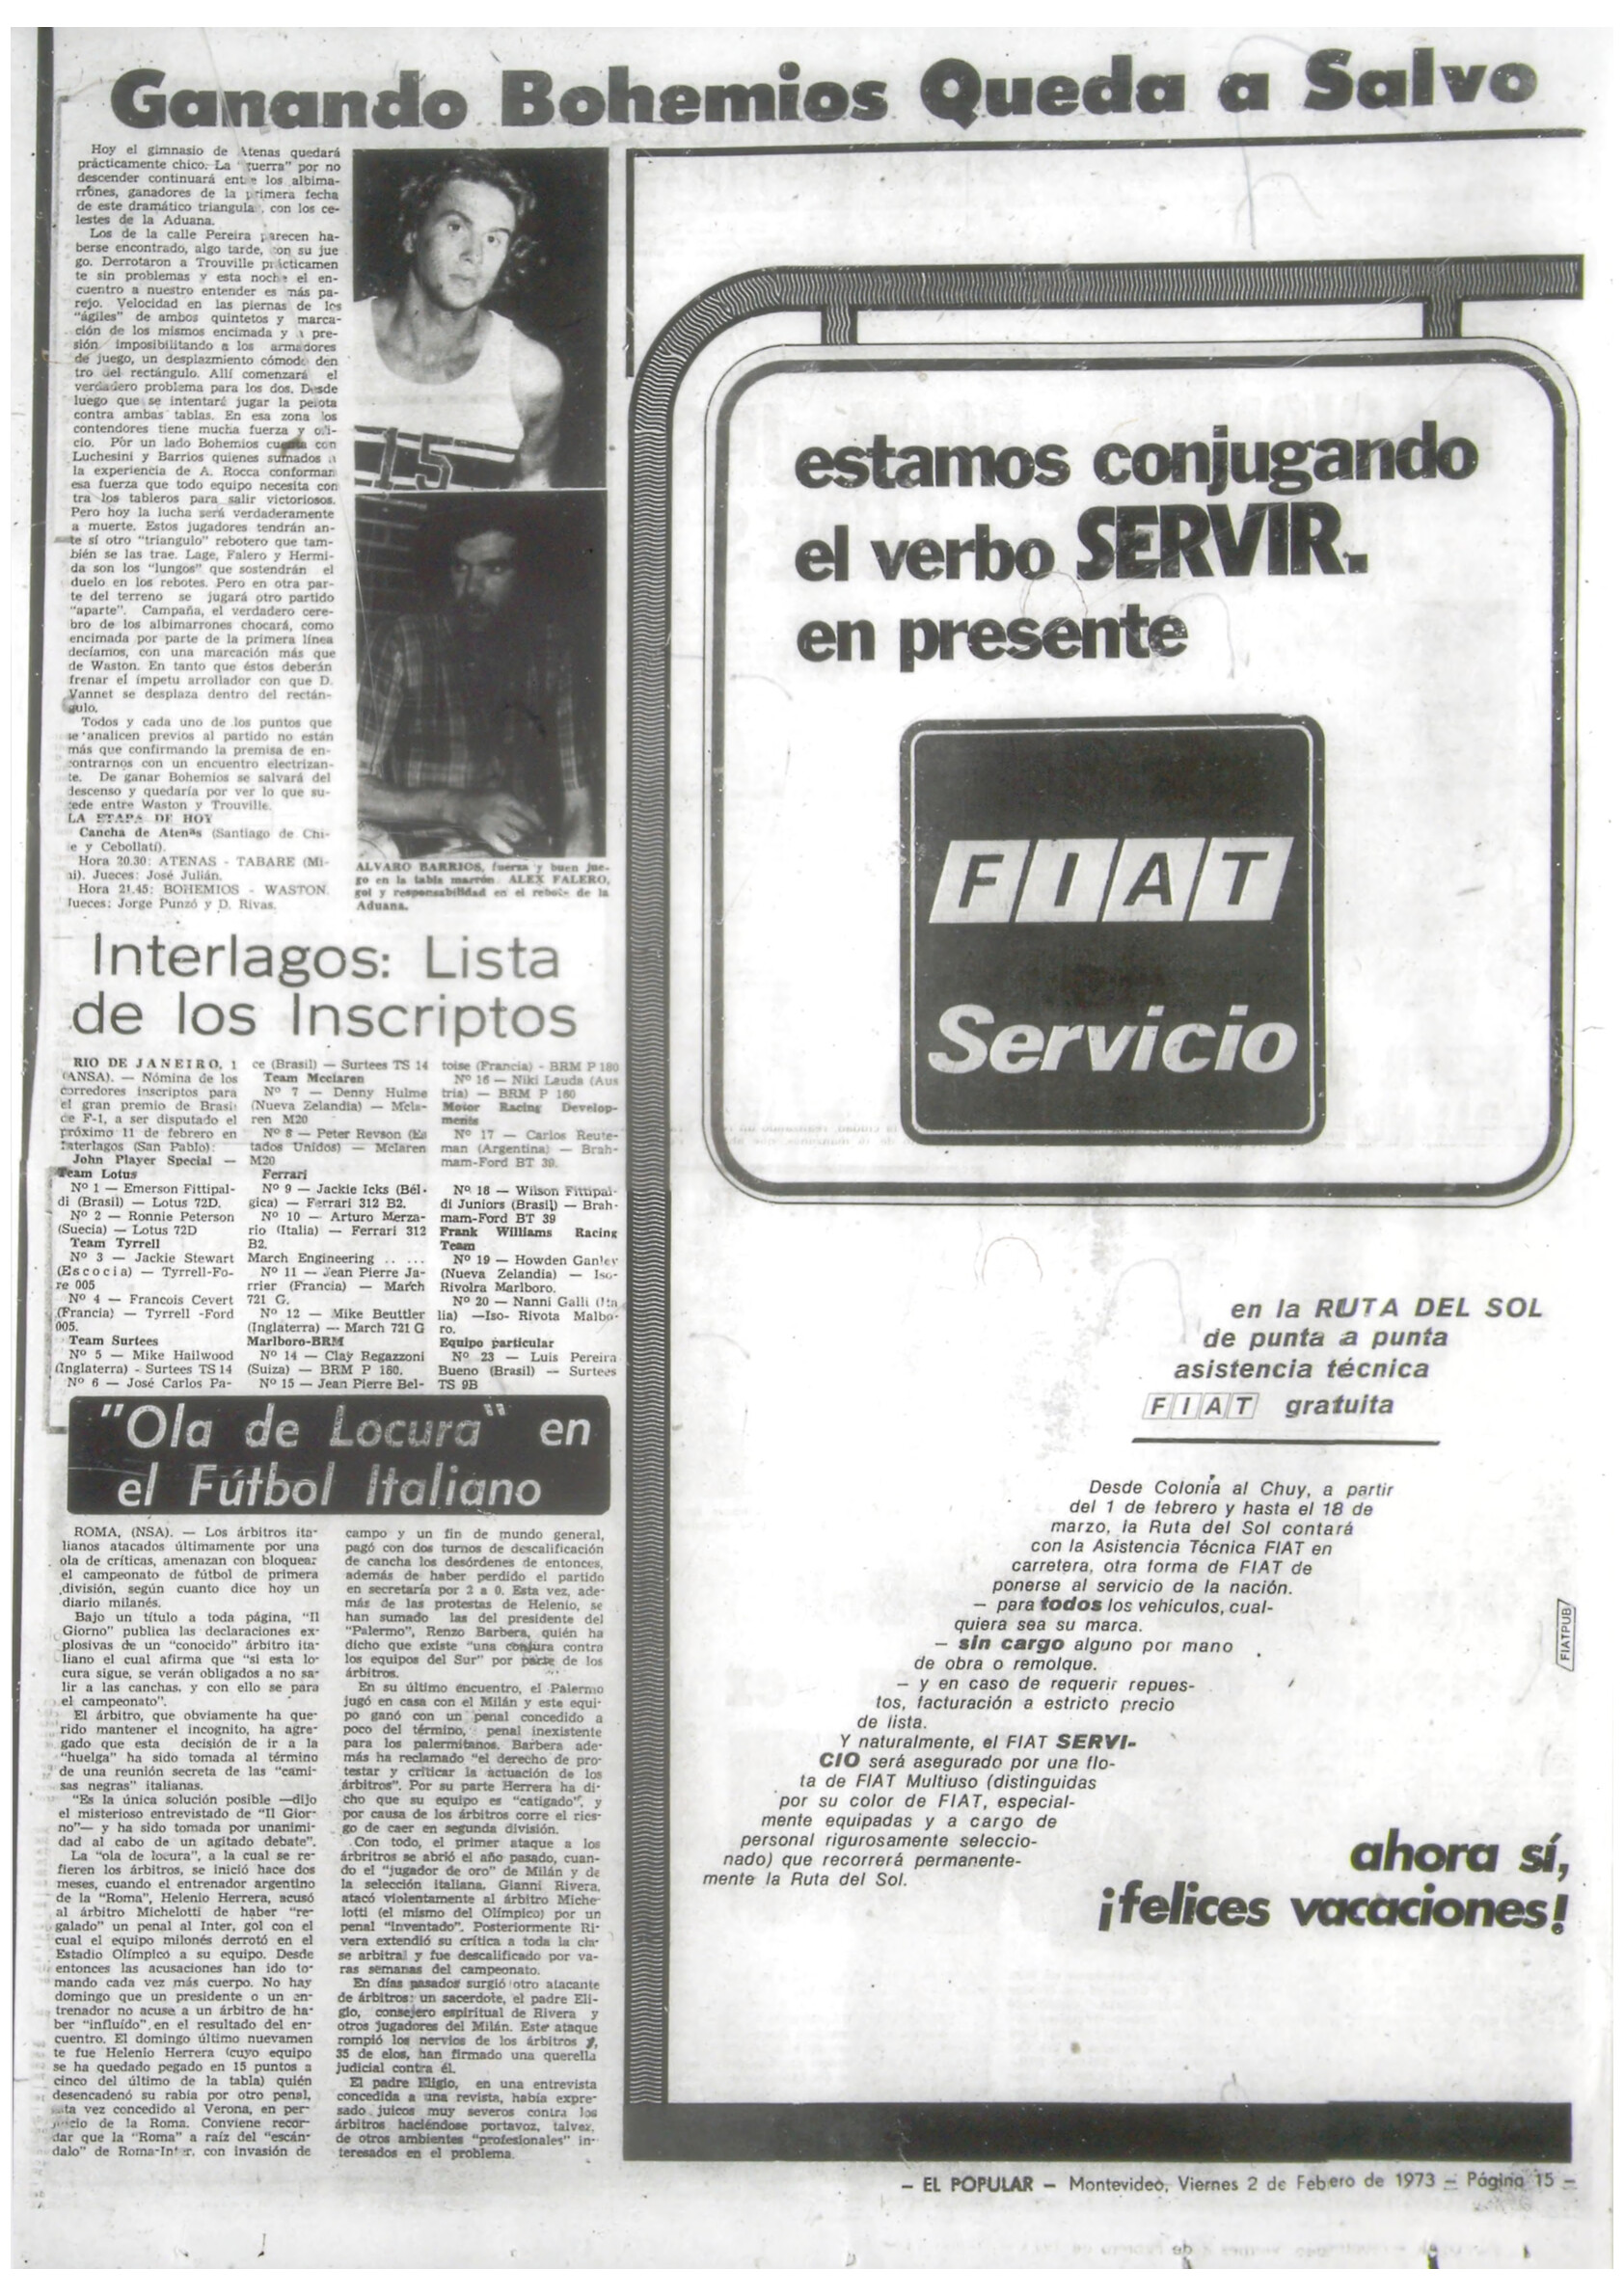 Ganando Bohemios Queda a Salvo
Hoy el gimnasio de Atenas quedará
prácticamente chico. La "guerra" por no
descender continuará entre los albima-
rrones, ganadores de la primera fecha
de este dramático triangular, con los ce-
lestes de la Aduana.
Los de la calle Pereira parecen ha-
berse encontrado, algo tarde, con su jue
go. Derrotaron a Trouville prácticamen
te sin problemas y esta noche el en-
cuentro a nuestro entender es más pa-
rejo. Velocidad en las piernas de los
"ágiles" de ambos quintetos y marca-
ción de los mismos encimada y a pre-
sión imposibilitando a los armadores
de juego, un desplazmiento cómodo den
tro del rectángulo. Allí comenzará el
verdadero problema para los dos. Desde
luego que se intentará jugar la pelota
contra ambas tablas. En esa zona los
contendores tiene mucha fuerza y ofi-
cio. Por un lado Bohemios cuenta con
Luchesini y Barrios quienes sumados a
la experiencia de A. Rocca conforman
esa fuerza que todo equipo necesita con
tra los tableros para salir victoriosos.
Pero hoy la lucha será verdaderamente
a muerte. Estos jugadores tendrán an-
te sí otro "triangulo" rebotero que tam-
bién se las trae. Lage, Falero y Hermi-
da son los "lungos" que sostendrán el
duelo en los rebotes. Pero en otra par-
te del terreno se jugará otro partido
"aparte". Campaña, el verdadero cere-
bro de los albimarrones chocará, como
encimada por parte de la primera línea
decíamos, con una marcación más que
de Waston. En tanto que éstos deberán
frenar el ímpetu arrollador con que D.
Vannet se desplaza dentro del rectán-
gulo.
Todos y cada uno de los puntos que
se analicen previos al partido no están
más que confirmando la premisa de en-
contrarnos con un encuentro electrizan-
te. De ganar Bohemios se salvará del
descenso y quedaría por ver lo que su-
cede entre Waston y Trouville.
LA ETAPA DE HOY
Cancha de Atenas (Santiago de Chi-
e y Cebollatí).
Hora 20.30: ATENAS - TABARE (Mi-
ni). Jueces: José Julián.
Hora 21.45: BOHEMIOS - WASTON.
Jueces: Jorge Punzó y D. Rivas.
15
ALVARO BARRIOS, fuerza y buen jue-
go en la tabla marrón. ALEX FALERO,
gol y responsabilidad en el rebote de la
Aduana.
Interlagos: Lista
de los Inscriptos
RIO DE JANEIRO, 1
(ANSA). — Nómina de los
corredores inscriptos para
el gran premio de Brasil
de F-1, a ser disputado el
próximo 11 de febrero en
Interlagos (San Pablo):
John Player Special —
Team Lotus
Nº 1 — Emerson Fittipal-
di (Brasil) — Lotus 72D.
Nº 2 — Ronnie Peterson
(Suecia) — Lotus 72D
Team Tyrrell
Nº 3 — Jackie Stewart
(Escocia) — Tyrrell-Fo-
re 005
Nº 4 — Francois Cevert
(Francia) — Tyrrell -Ford
005.
Team Surtees
Nº 5 — Mike Hailwood
(Inglaterra) - Surtees TS 14
Nº 6 — José Carlos Pa-
ce (Brasil) — Surtees TS 14
Team Mcclaren
Nº 7 — Denny Hulme
(Nueva Zelandia) — Mcla-
ren M20
Nº 8 — Peter Revson (Es
tados Unidos) — Mclaren
M20
Ferrari
Nº 9 — Jackie Icks (Bél-
gica) — Ferrari 312 B2.
Nº 10 — Arturo Merza-
rio (Italia) — Ferrari 312
B2.
March Engineering .. ...
Nº 11 — Jean Pierre Ja-
rrier (Francia) — March
721 G.
Nº 12 — Mike Beuttler
(Inglaterra) — March 721 G
Marlboro-BRM
Nº 14 — Clay Regazzoni
(Suiza) — BRM P 160.
Nº 15 — Jean Pierre Bel-
toise (Francia) - BRM P 180
Nº 16 — Niki Lauda (Aus
tria) — BRM P 160
Motor Racing Develop-
ments
Nº 17 — Carlos Reute-
man (Argentina) — Brah-
mam-Ford BT 39.
Nº 18 — Wilson Fittipal-
di Juniors (Brasil) — Brah-
mam-Ford BT 39
Frank Williams Racing
Team
Nº 19 — Howden Ganley
(Nueva Zelandia) — Iso-
Rivolra Marlboro.
Nº 20 — Nanni Galli (Ita
lia) —Iso- Rivota Malbo-
ro.
Equipo particular
Nº 23 — Luis Pereira
Bueno (Brasil) — Surtees
TS 9B
"Ola de Locura" en
el Fútbol Italiano
ROMA, (NSA). — Los árbitros ita-
lianos atacados últimamente por una
ola de críticas, amenazan con bloquear
el campeonato de fútbol de primera
división, según cuanto dice hoy un
diario milanés.
Bajo un título a toda página, "Il
Giorno" publica las declaraciones ex
plosivas de un "conocido" árbitro ita-
liano el cual afirma que "si esta lo-
cura sigue, se verán obligados a no sa-
lir a las canchas, y con ello se para
el campeonato".
El árbitro, que obviamente ha que-
rido mantener el incognito, ha agre-
gado que esta decisión de ir a la
"huelga" ha sido tomada al término
de una reunión secreta de las "cami-
sas negras" italianas.
"Es la única solución posible —dijo
el misterioso entrevistado de "Il Gior-
no"— y ha sido tomada por unanimi-
dad al cabo de un agitado debate".
La "ola de locura", a la cual se re-
fieren los árbitros, se inició hace dos
meses, cuando el entrenador argentino
de la "Roma", Helenio Herrera, acusó
al árbitro Michelotti de haber "re-
galado" un penal al Inter, gol con el
cual el equipo milonés derrotó en el
Estadio Olímpico a su equipo. Desde
entonces las acusaciones han ido to-
mando cada vez más cuerpo. No hay
domingo que un presidente o un en-
trenador no acuse a un árbitro de ha-
ber "influído" en el resultado del en-
cuentro. El domingo último nuevamen
te fue Helenio Herrera (cuyo equipo
se ha quedado pegado en 15 puntos a
cinco del último de la tabla) quién
desencadenó su rabia por otro penal,
esta vez concedido al Verona, en per-
juicio de la Roma. Conviene recor-
dar que la "Roma" a raíz del "escán-
dalo" de Roma-Inter, con invasión de
campo y un fin de mundo general,
pagó con dos turnos de descalificación
de cancha los desórdenes de entonces,
además de haber perdido el partido
en secretaría por 2 a 0. Esta vez, ade-
más de las protestas de Helenio, se
han sumado las del presidente del
"Palermo", Renzo Barbera, quién ha
dicho que existe "una conjura contra
los equipos del Sur" por parte de los
árbitros.
En su último encuentro, el Palermo
jugó en casa con el Milán y este equi-
po ganó con un penal concedido a
poco del término, penal inexistente
para los palermitanos. Barbera ade-
más ha reclamado "el derecho de pro-
testar y criticar la actuación de los
árbitros". Por su parte Herrera ha di-
cho que su equipo es "catigado", y
por causa de los árbitros corre el ries-
go de caer en segunda división.
Con todo, el primer ataque a los
árbritros se abrió el año pasado, cuan-
do el "jugador de oro" de Milán y de
la selección italiana, Gianni Rivera,
atacó violentamente al árbitro Miche-
lotti (el mismo del Olímpico) por un
penal "inventado". Posteriormente Ri-
vera extendió su crítica a toda la cla-
se arbitral y fue descalificado por va-
ras semanas del campeonato.
En días pasados surgió otro atacante
de árbitros: un sacerdote, el padre Eli-
gio, consejero espiritual de Rivera y
otros jugadores del Milán. Este ataque
rompió los nervios de los árbitros y,
35 de elos, han firmado una querella
judicial contra él.
El padre Eligio, en una entrevista
concedida a una revista, había expre-
sado juicos muy severos contra los
árbitros haciéndose portavoz, talvez,
de otros ambientes "profesionales" in-
teresados en el problema.
estamos conjugando
el verbo SERVIR.
en presente
FIAT
Servicio
en la RUTA DEL SOL
de punta a punta
asistencia técnica
FIAT gratuita
Desde Colonia al Chuy, a partir
del 1 de febrero y hasta el 18 de
marzo, la Ruta del Sol contará
con la Asistencia Técnica FIAT en
carretera, otra forma de FIAT de
ponerse al servicio de la nación.
— para todos los vehículos, cual-
quiera sea su marca.
— sin cargo alguno por mano
de obra o remolque.
— y en caso de requerir repues-
tos, facturación a estricto precio
de lista.
Y naturalmente, el FIAT SERVI-
CIO será asegurado por una flo-
ta de FIAT Multiuso (distinguidas
por su color de FIAT, especial-
mente equipadas y a cargo de
personal rigurosamente seleccio-
nado) que recorrerá permanente-
mente la Ruta del Sol.
FIATPUB
ahora sí,
¡felices vacaciones!
— EL POPULAR — Montevideo, Viernes 2 de Febero de 1973 — Página 15 —